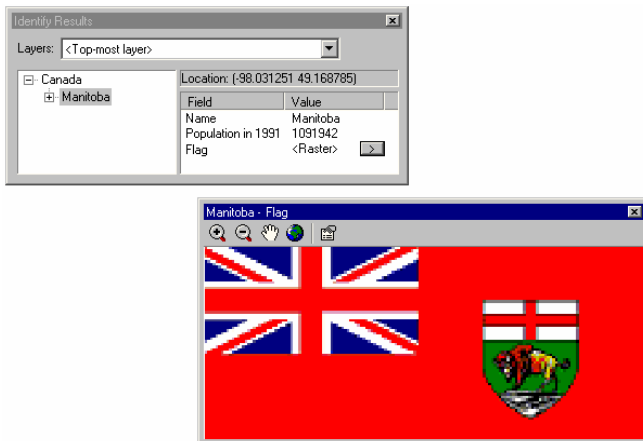 Identify Results
Layers: <Top-most layer>
Canada
Manitoba
Location: (-98.031251 49.168785)
Field Value
Name Manitoba
Population in 1991 1091942
Flag <Raster> >
Manitoba - Flag